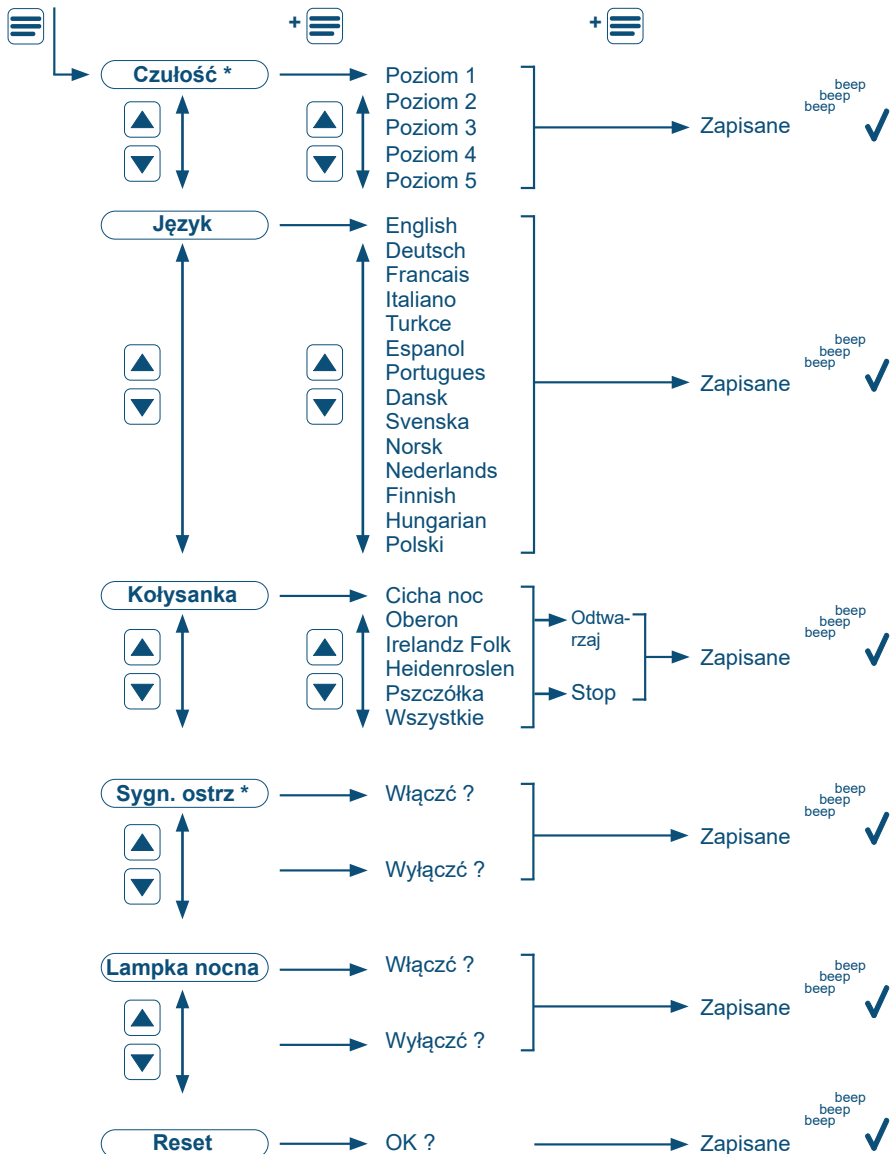 + +
Czułość *
Poziom 1
Poziom 2
Poziom 3
Poziom 4
Poziom 5
Zapisane
beep
beep
beep
Język
English
Deutsch
Francais
Italiano
Turkce
Espanol
Portugues
Dansk
Svenska
Norsk
Nederlands
Finnish
Hungarian
Polski
Zapisane
beep
beep
beep
Kołysanka
Cicha noc
Oberon
Irelandz Folk
Heidenroslen
Pszczółka
Wszystkie
Odtwa-
rzaj
Stop
Zapisane
beep
beep
beep
Sygn. ostrz *
Włączć ?
Wyłączć ?
Zapisane
beep
beep
beep
Lampka nocna
Włączć ?
Wyłączć ?
Zapisane
beep
beep
beep
Reset
OK ?
Zapisane
beep
beep
beep